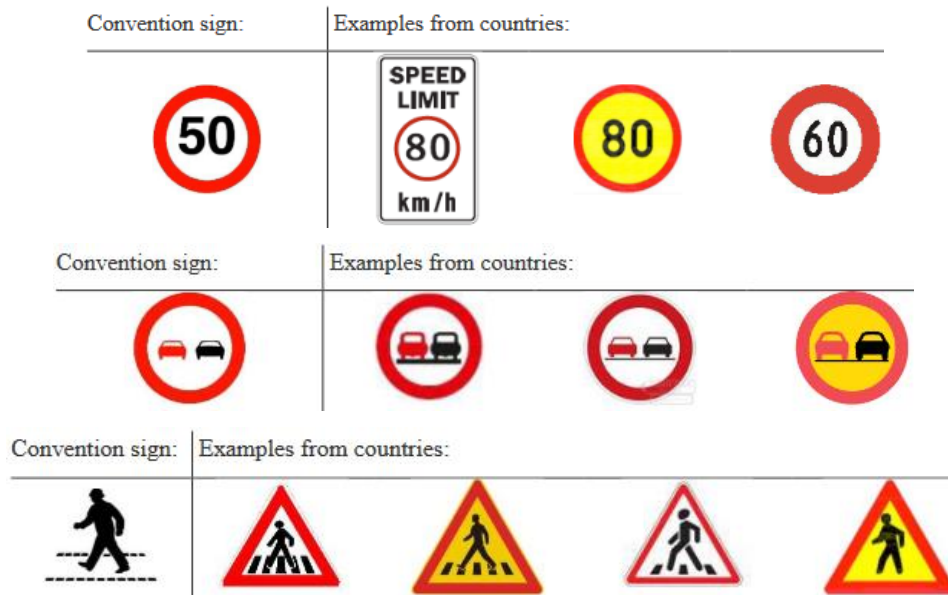 Convention sign: Examples from countries:
50
SPEED
LIMIT
80
km/h
80
60
Convention sign: Examples from countries:
Convention sign: Examples from countries: